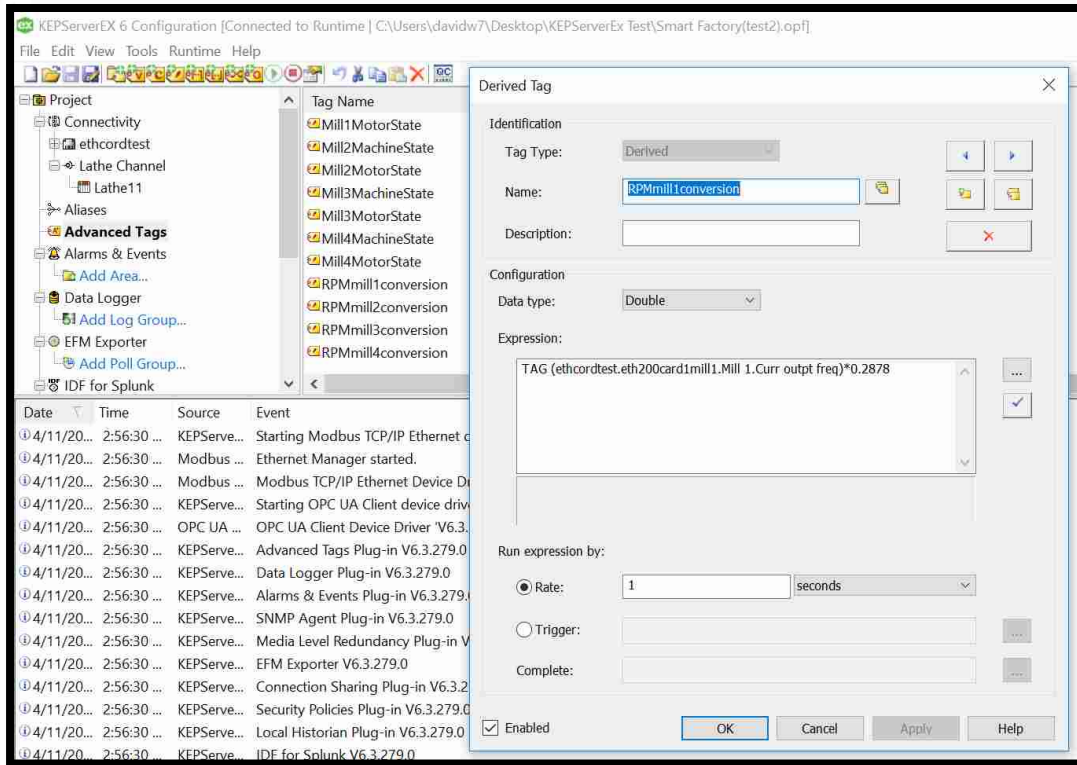 KEPServerEX 6 Configuration [Connected to Runtime | C:\Users\davidw7\Desktop\KEPServerEx Test\Smart Factory(test2).opf]
File Edit View Tools Runtime Help
Project
Connectivity
ethcordtest
Lathe Channel
Lathe11
Aliases
Advanced Tags
Alarms & Events
Add Area...
Data Logger
Add Log Group...
EFM Exporter
Add Poll Group...
IDF for Splunk
Tag Name
Mill1MotorState
Mill2MachineState
Mill2MotorState
Mill3MachineState
Mill3MotorState
Mill4MachineState
Mill4MotorState
RPMmill1conversion
RPMmill2conversion
RPMmill3conversion
RPMmill4conversion
Derived Tag
Identification
Tag Type: Derived
Name: RPMmill1conversion
Description:
Configuration
Data type: Double
Expression:
TAG (ethcordtest.eth200card1mill1.Mill 1.Curr outpt freq)*0.2878
...
Run expression by:
Rate: 1 seconds
Trigger: ...
Complete: ...
Enabled OK Cancel Apply Help
Date Time Source Event
4/11/20... 2:56:30 ... KEPServe... Starting Modbus TCP/IP Ethernet
4/11/20... 2:56:30 ... Modbus ... Ethernet Manager started.
4/11/20... 2:56:30 ... Modbus ... Modbus TCP/IP Ethernet Device
4/11/20... 2:56:30 ... KEPServe... Starting OPC UA Client device
4/11/20... 2:56:30 ... OPC UA ... OPC UA Client Device Driver 'V6.3.
4/11/20... 2:56:30 ... KEPServe... Advanced Tags Plug-in V6.3.279.0
4/11/20... 2:56:30 ... KEPServe... Data Logger Plug-in V6.3.279.0
4/11/20... 2:56:30 ... KEPServe... Alarms & Events Plug-in V6.3.279.
4/11/20... 2:56:30 ... KEPServe... SNMP Agent Plug-in V6.3.279.0
4/11/20... 2:56:30 ... KEPServe... Media Level Redundancy Plug-in V
4/11/20... 2:56:30 ... KEPServe... EFM Exporter V6.3.279.0
4/11/20... 2:56:30 ... KEPServe... Connection Sharing Plug-in V6.3.2
4/11/20... 2:56:30 ... KEPServe... Security Policies Plug-in V6.3.279.0
4/11/20... 2:56:30 ... KEPServe... Local Historian Plug-in V6.3.279.0
4/11/20... 2:56:30 ... KEPServe... IDF for Splunk V6.3.279.0